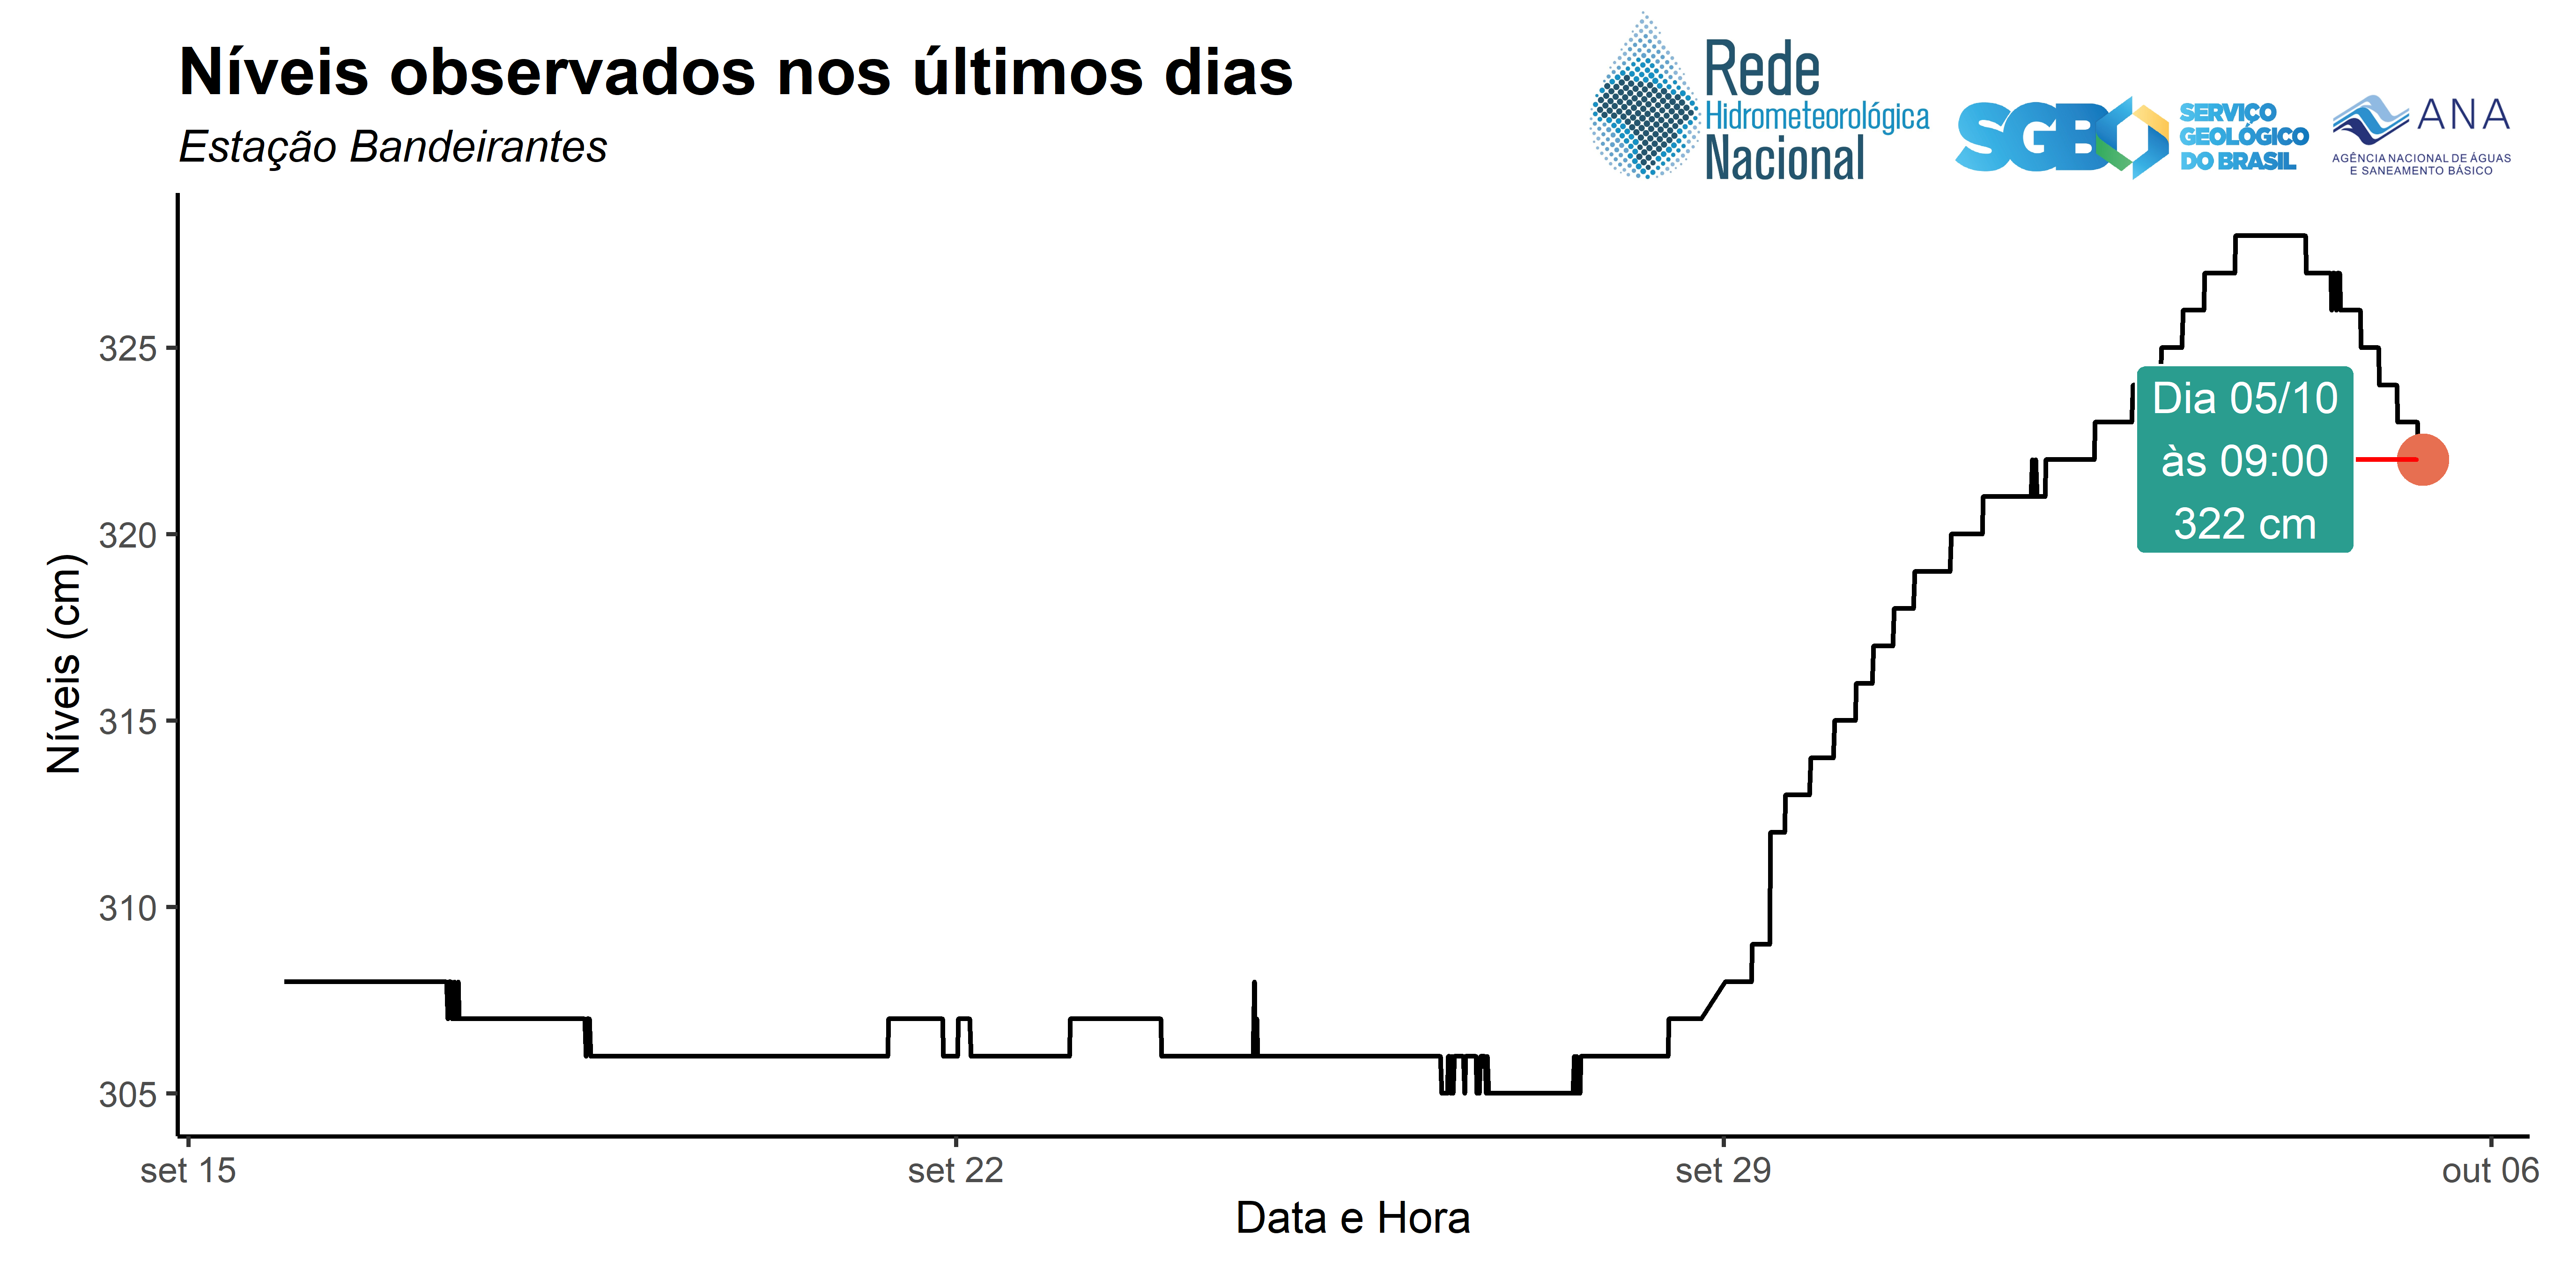 Níveis observados nos últimos dias
Estação Bandeirantes
Rede
Hidrometeorológica
Nacional
SGB
SERVIÇO
GEOLÓGICO
DO BRASIL
ANA
AGÊNCIA NACIONAL DE ÁGUAS
E SANEAMENTO BÁSICO
Níveis (cm)
325
320
315
310
305
Dia 05/10
às 09:00
322 cm
set 15
set 22
set 29
out 06
Data e Hora